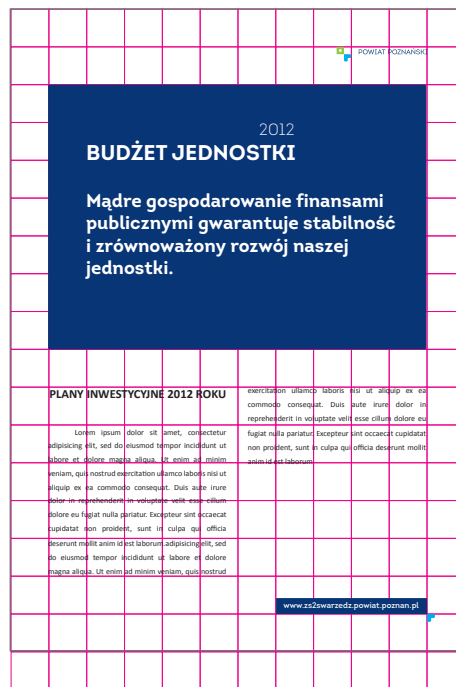 POWIAT POZNAŃSKI
2012
BUDŻET JEDNOSTKI
Mądre gospodarowanie finansami
publicznymi gwarantuje stabilność
i zrównoważony rozwój naszej
jednostki.
PLANY INWESTYCYJNE 2012 ROKU
Lorem ipsum dolor sit amet, consectetur
adipisicing elit, sed do eiusmod tempor incididunt ut
labore et dolore magna aliqua. Ut enim ad minim
veniam, quis nostrud exercitation ullamco laboris nisi ut
aliquip ex ea commodo consequat. Duis aute irure
dolor in reprehenderit in voluptate velit esse cillum
dolore eu fugiat nulla pariatur. Excepteur sint occaecat
cupidatat non proident, sunt in culpa qui officia
deserunt mollit anim id est laborum.adipisicing elit, sed
do eiusmod tempor incididunt ut labore et dolore
magna aliqua. Ut enim ad minim veniam, quis nostrud
exercitation ullamco laboris nisi ut aliquip ex ea
commodo consequat. Duis aute irure dolor in
reprehenderit in voluptate velit esse cillum dolore eu
fugiat nulla pariatur. Excepteur sint occaecat cupidatat
non proident, sunt in culpa qui officia deserunt mollit
anim id est laborum
www.zs2swarzedz.powiat.poznan.pl